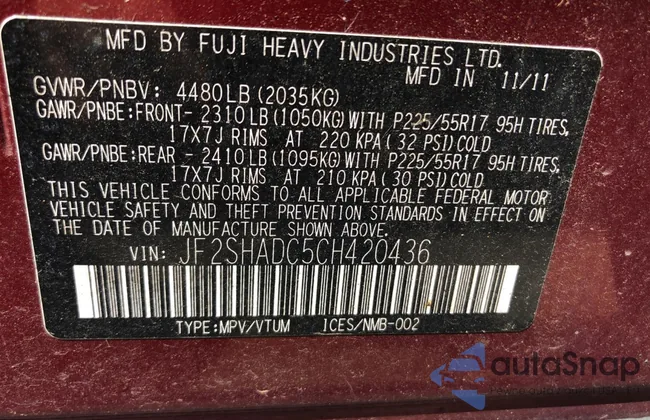 MFD BY FUJI HEAVY INDUSTRIES LTD.
MFD IN 11/11
GVWR/PNBV: 4480LB(2035KG)
GAWR/PNBE:FRONT- 2310LB(1050KG)WITH P225/55R17 95H TIRES,
17X7J RIMS AT 220 KPA(32 PSI)COLD
GAWR/PNBE:REAR - 2410LB(1095KG)WITH P225/55R17 95H TIRES,
17X7J RIMS AT 210 KPA(30 PSI)COLD
THIS VEHICLE CONFORMS TO ALL APPLICABLE FEDERAL MOTOR
VEHICLE SAFETY AND THEFT PREVENTION STANDARDS IN EFFECT ON
THE DATE OF MANUFACTURE SHOWN ABOVE.
VIN: JF2SHADC5CH420436
TYPE:MPV/VTUM ICES/NMB-002
autoSnap